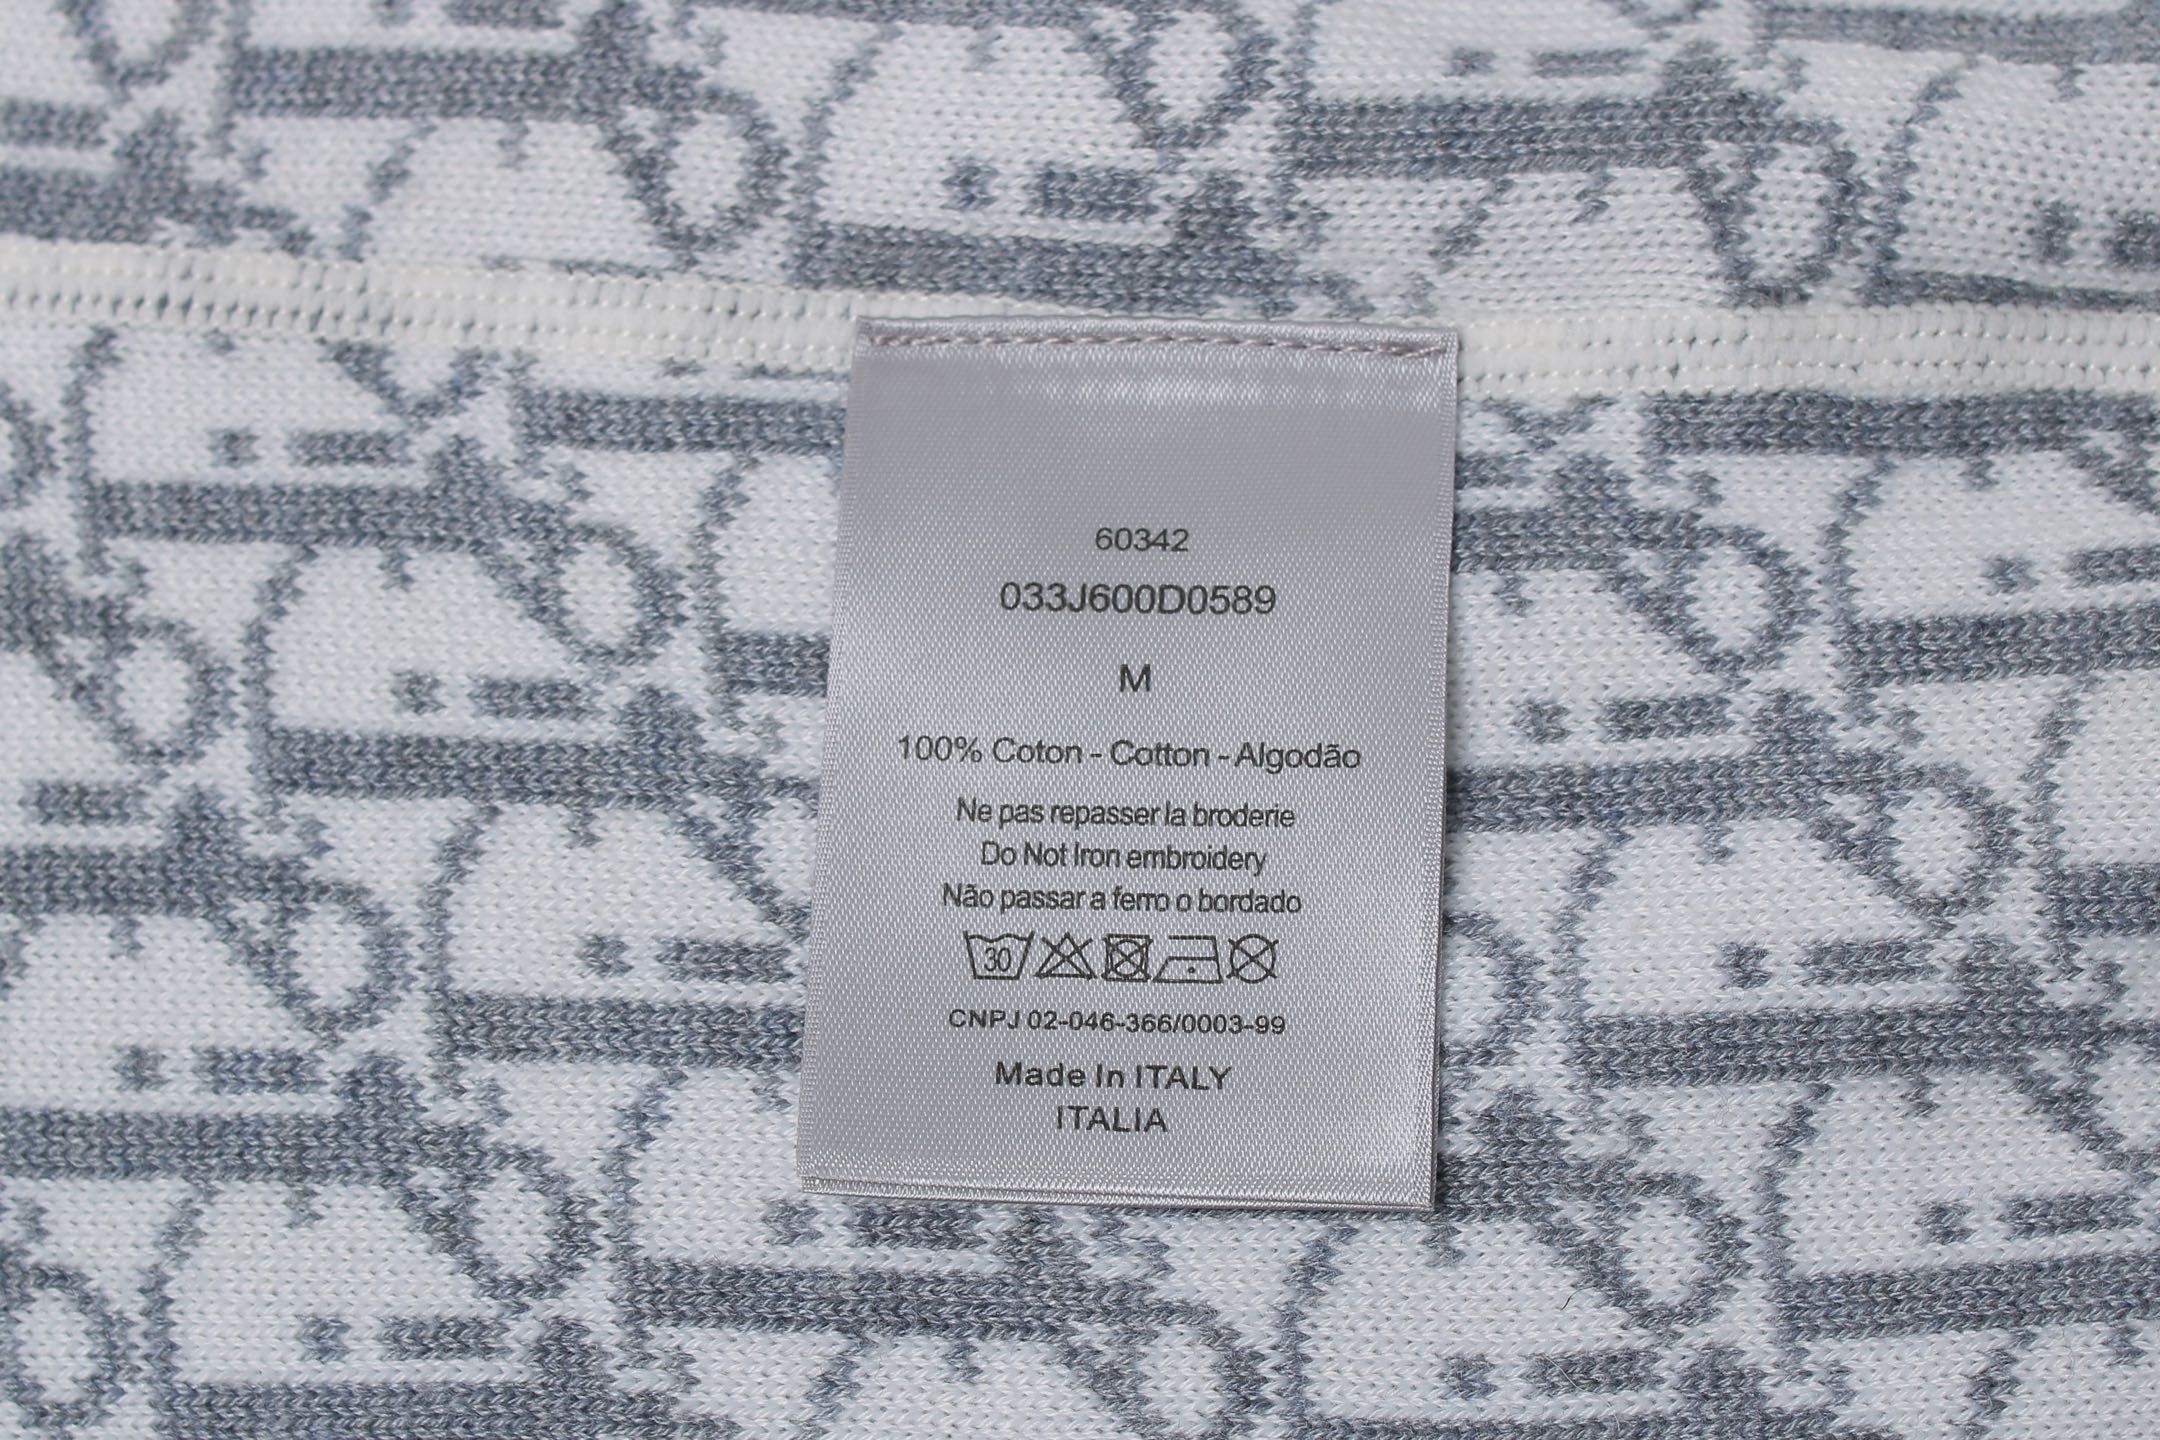 60342
033J600D0589
M
100% Coton - Cotton - Algodão
Ne pas repasser la broderie
Do Not Iron embroidery
Não passar a ferro o bordado
30
CNPJ 02-046-366/0003-99
Made In ITALY
ITALIA